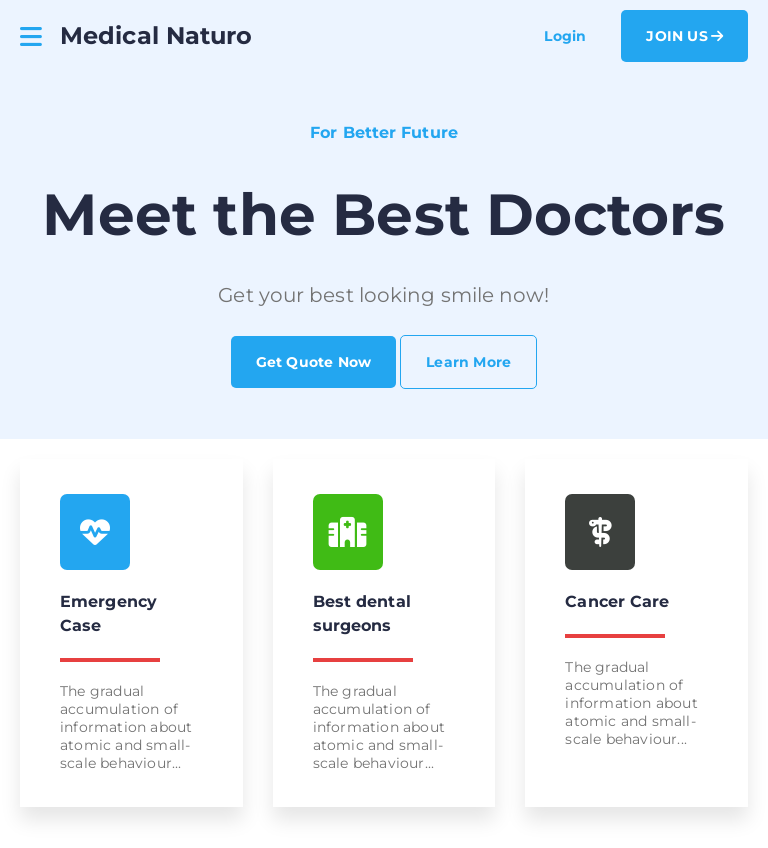 Medical Naturo
Login
JOIN US
For Better Future
Meet the Best Doctors
Get your best looking smile now!
Get Quote Now
Learn More
Emergency
Case
The gradual
accumulation of
information about
atomic and small-
scale behaviour...
Best dental
surgeons
The gradual
accumulation of
information about
atomic and small-
scale behaviour...
Cancer Care
The gradual
accumulation of
information about
atomic and small-
scale behaviour...